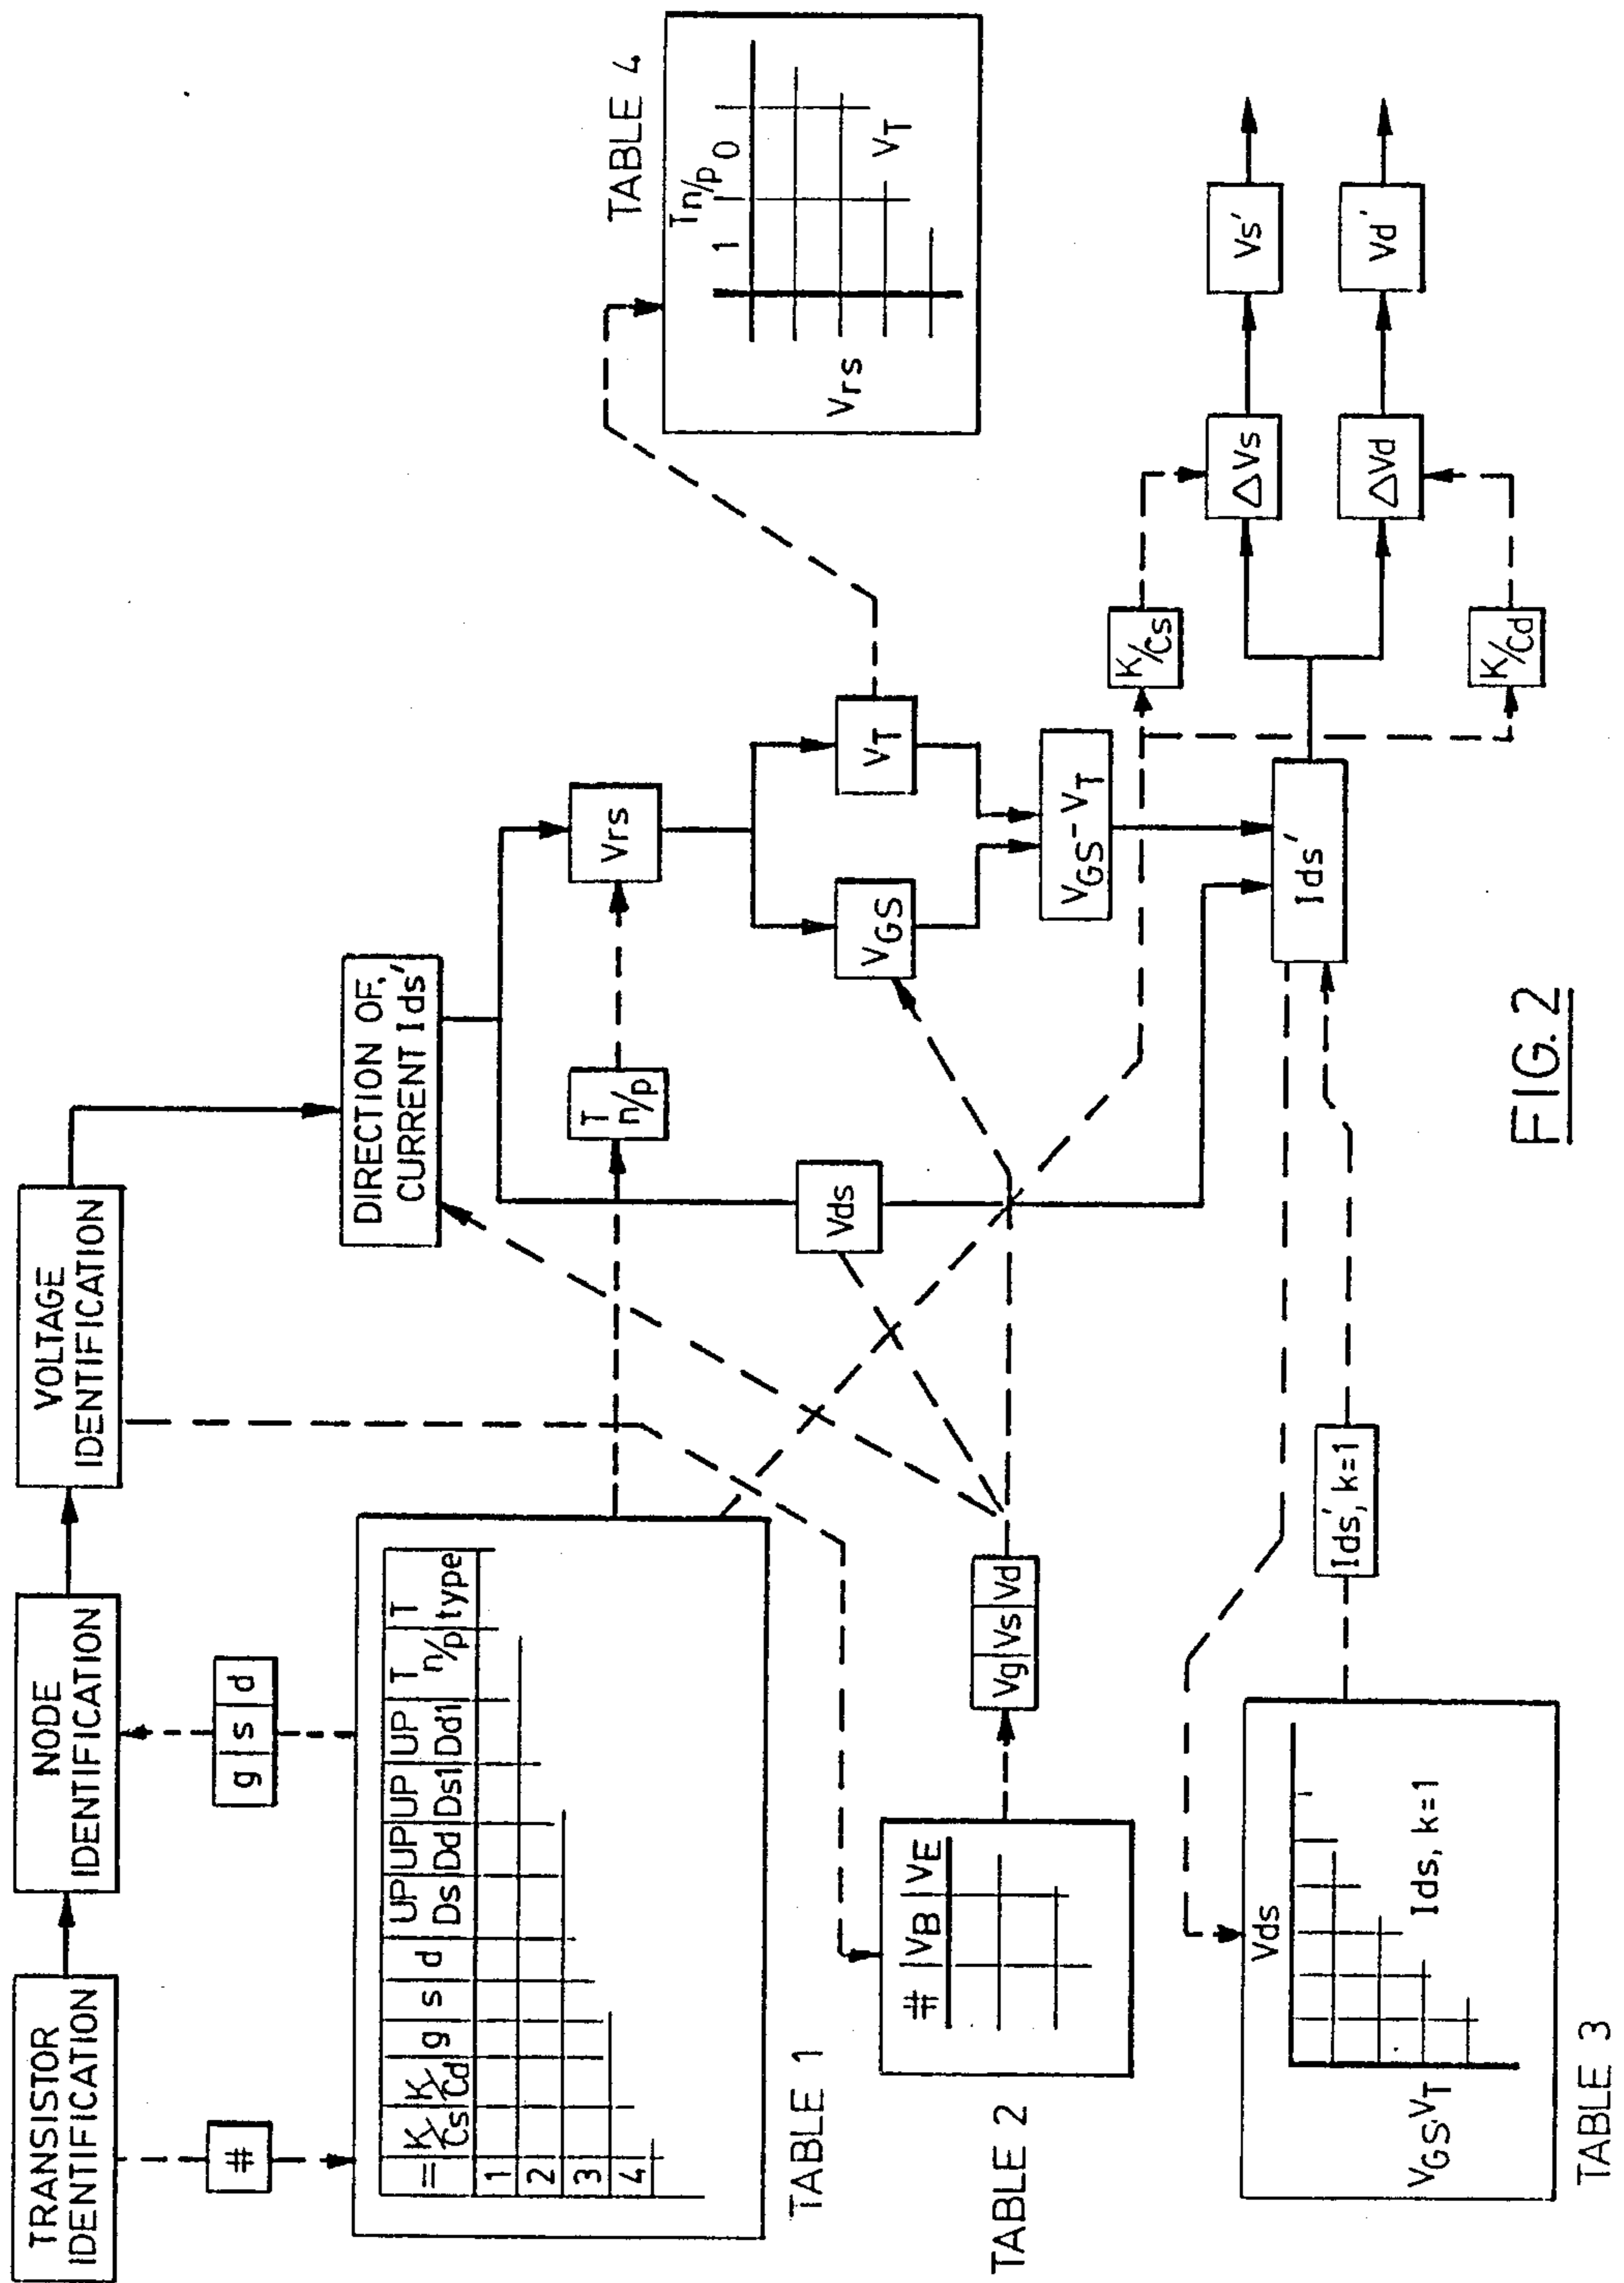 TRANSISTOR
IDENTIFICATION
NODE
IDENTIFICATION
VOLTAGE
IDENTIFICATION
#
g s d
DIRECTION OF,
CURRENT Ids'
= K/Cs K/Cd g s d UP Ds UP Dd UP Ds1 UP Dd1 T n/p T type
1
2
3
4
TABLE 1
T n/p
Vrs
TABLE 4
Tn/p
1 0
Vrs
VT
Vds
VGS
VT
# VB VE
TABLE 2
Vg Vs Vd
VGS-VT
K/Cs
K/Cd
ΔVs
Vs'
ΔVd
Vd'
Ids'
Ids', k=1
Vds
VGS-VT
Ids, k=1
TABLE 3
FIG. 2